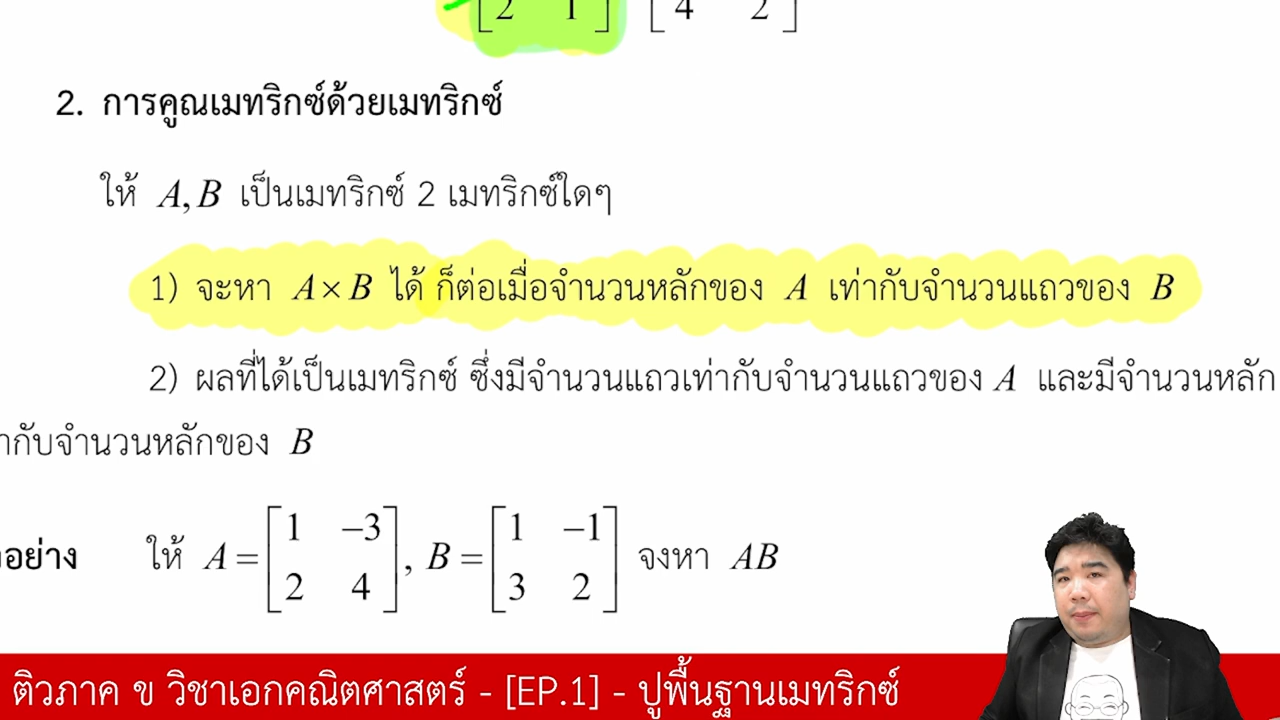 [2 1] [4 2]
2. การคูณเมทริกซ์ด้วยเมทริกซ์
ให้ A, B เป็นเมทริกซ์ 2 เมทริกซ์ใดๆ
1) จะหา A × B ได้ ก็ต่อเมื่อจำนวนหลักของ A เท่ากับจำนวนแถวของ B
2) ผลที่ได้เป็นเมทริกซ์ ซึ่งมีจำนวนแถวเท่ากับจำนวนแถวของ A และมีจำนวนหลัก
ากับจำนวนหลักของ B
อย่าง ให้ A = [1 −3; 2 4], B = [1 −1; 3 2] จงหา AB
ติวภาค ข วิชาเอกคณิตศาสตร์ - [EP.1] - ปูพื้นฐานเมทริกซ์